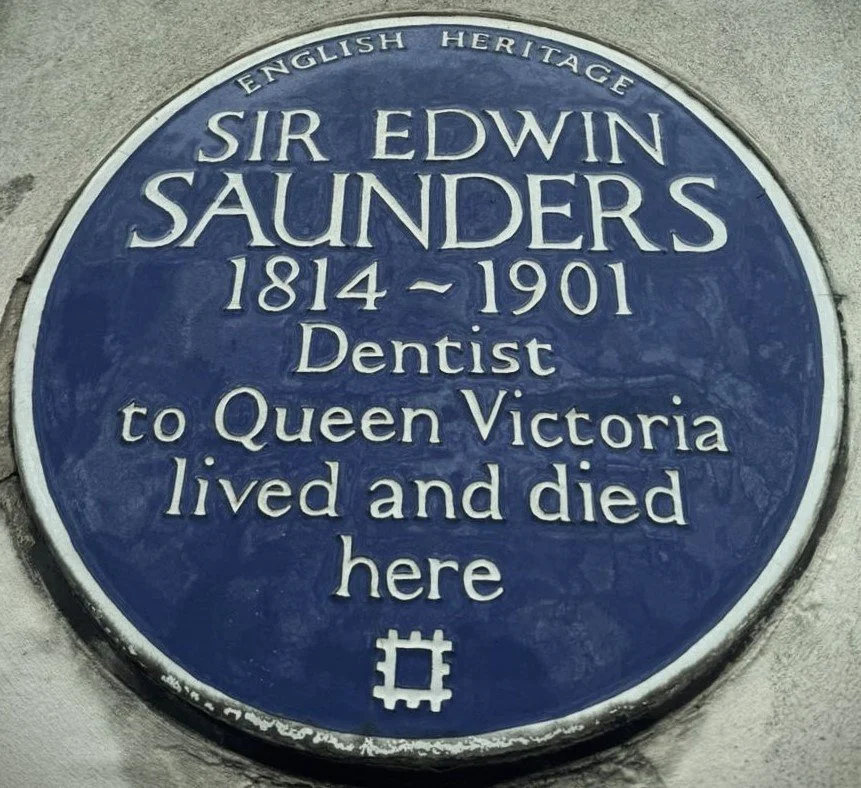 ENGLISH HERITAGE
SIR EDWIN
SAUNDERS
1814 ~ 1901
Dentist
to Queen Victoria
lived and died
here